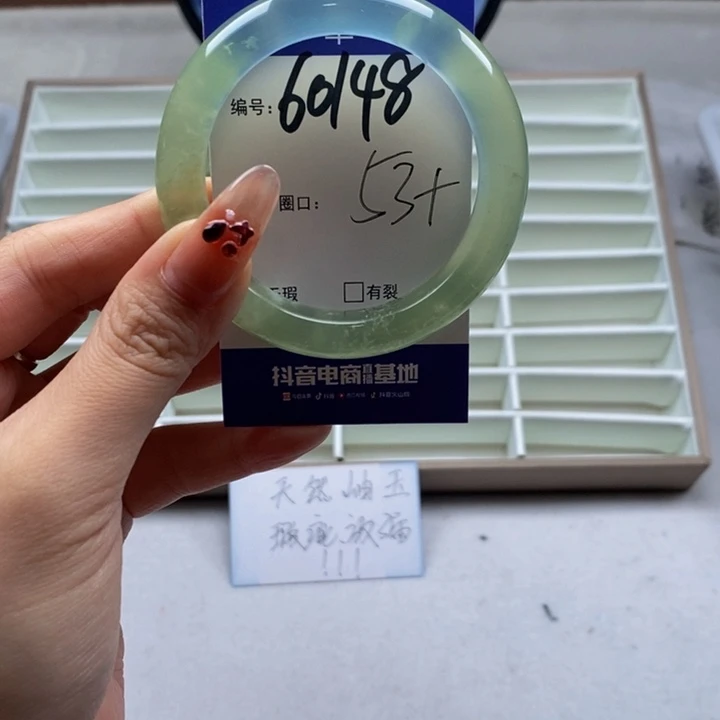 编号: 60148
圈口: 53+
瑕 □有裂
抖音电商直播基地
天然岫玉
!!!